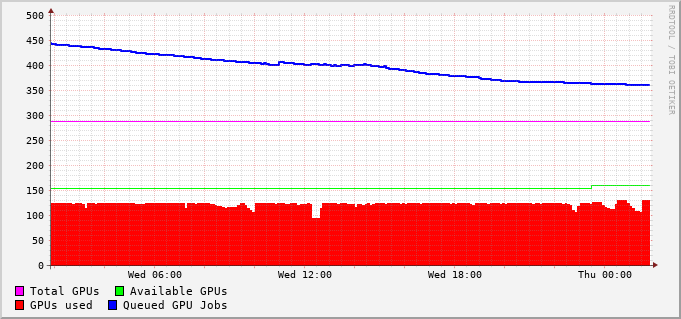 500
450
400
350
300
250
200
150
100
50
0
Wed 06:00 Wed 12:00 Wed 18:00 Thu 00:00
Total GPUs Available GPUs
GPUs used Queued GPU Jobs
RRDTOOL / TOBI OETIKER